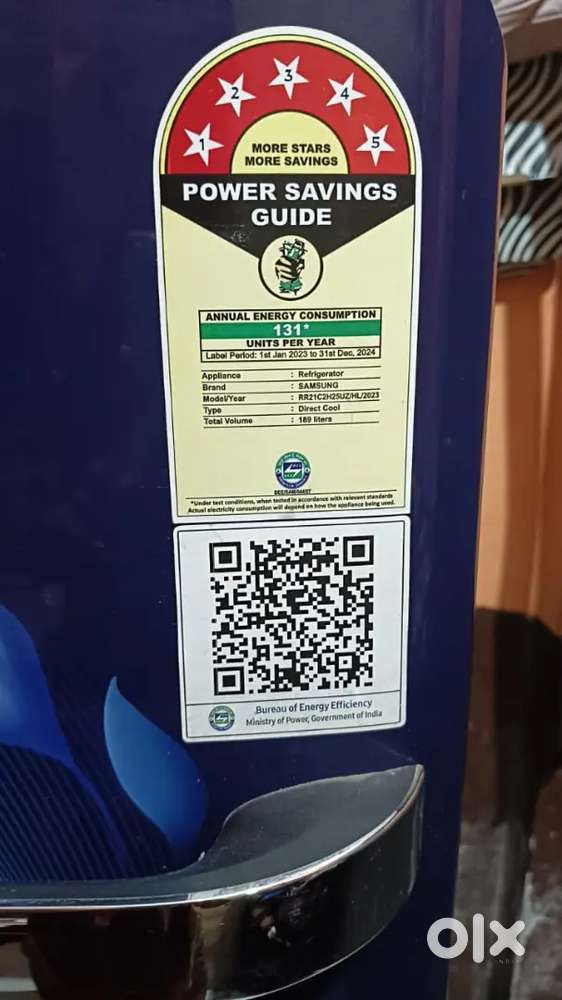 1 2 3 4 5
MORE STARS
MORE SAVINGS
POWER SAVINGS
GUIDE
ANNUAL ENERGY CONSUMPTION
131*
UNITS PER YEAR
Label Period: 1st Jan 2023 to 31st Dec, 2024
Appliance : Refrigerator
Brand : SAMSUNG
Model/Year : RR21C2H25UZ/HL/2023
Type : Direct Cool
Total Volume : 189 liters
*Under test conditions, when tested in accordance with relevant standards
Actual electricity consumption will depend on how the appliance being used.
Bureau of Energy Efficiency
Ministry of Power, Government of India
olx
INDIA